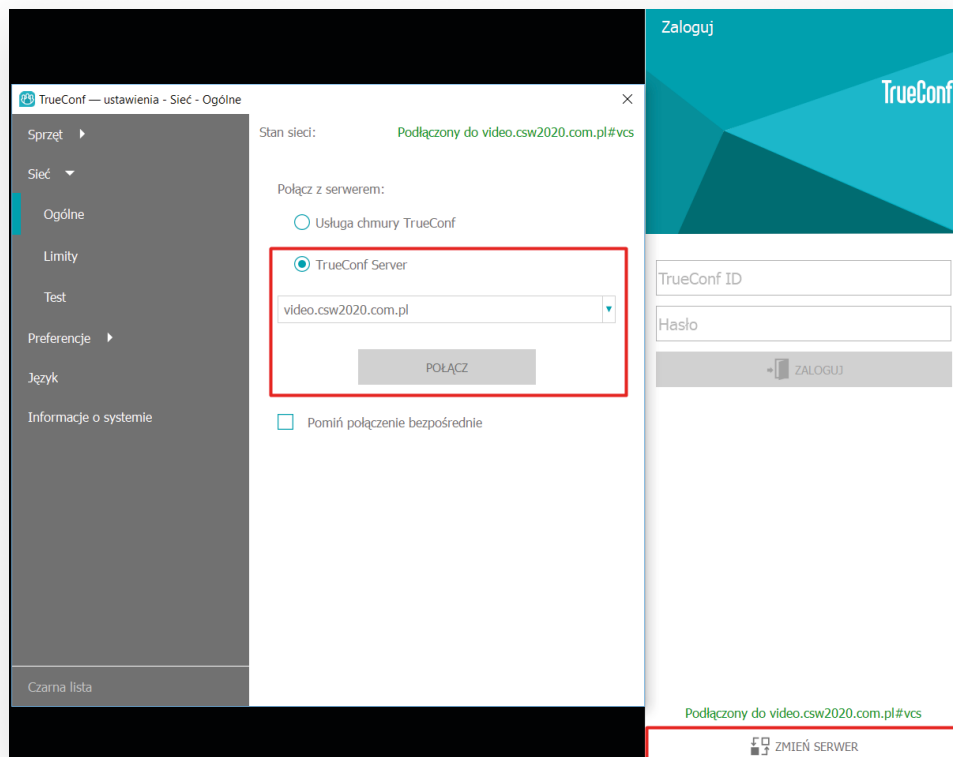 TrueConf — ustawienia - Sieć - Ogólne
Sprzęt
Sieć
Ogólne
Limity
Test
Preferencje
Język
Informacje o systemie
Czarna lista
Stan sieci: Podłączony do video.csw2020.com.pl#vcs
Połącz z serwerem:
Usługa chmury TrueConf
TrueConf Server
video.csw2020.com.pl
POŁĄCZ
Pomiń połączenie bezpośrednie
Zaloguj
TrueConf
TrueConf ID
Hasło
ZALOGUJ
Podłączony do video.csw2020.com.pl#vcs
ZMIEŃ SERWER